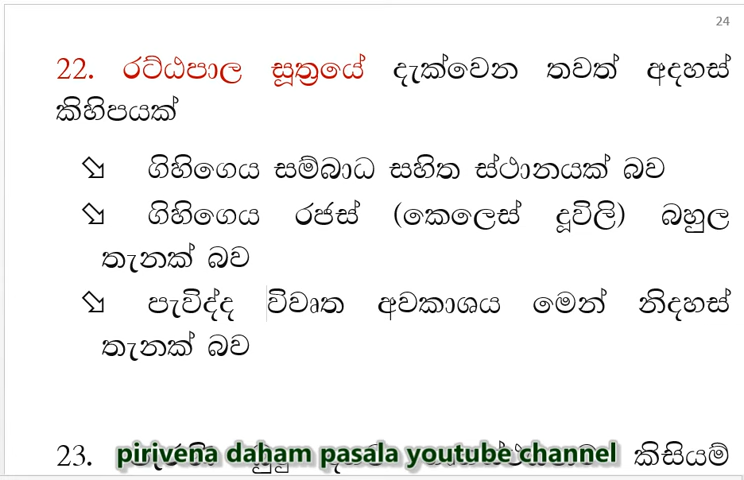 24
22. රට්ඨපාල සූත්‍රයේ දැක්වෙන තවත් අදහස්
කිහිපයක්
ගිහිගෙය සම්බාධ සහිත ස්ථානයක් බව
ගිහිගෙය රජස් (කෙලෙස් දූවිලි) බහුල
තැනක් බව
පැවිද්ද විවෘත අවකාශය මෙන් නිදහස්
තැනක් බව
23. කිසියම්
pirivena daham pasala youtube channel